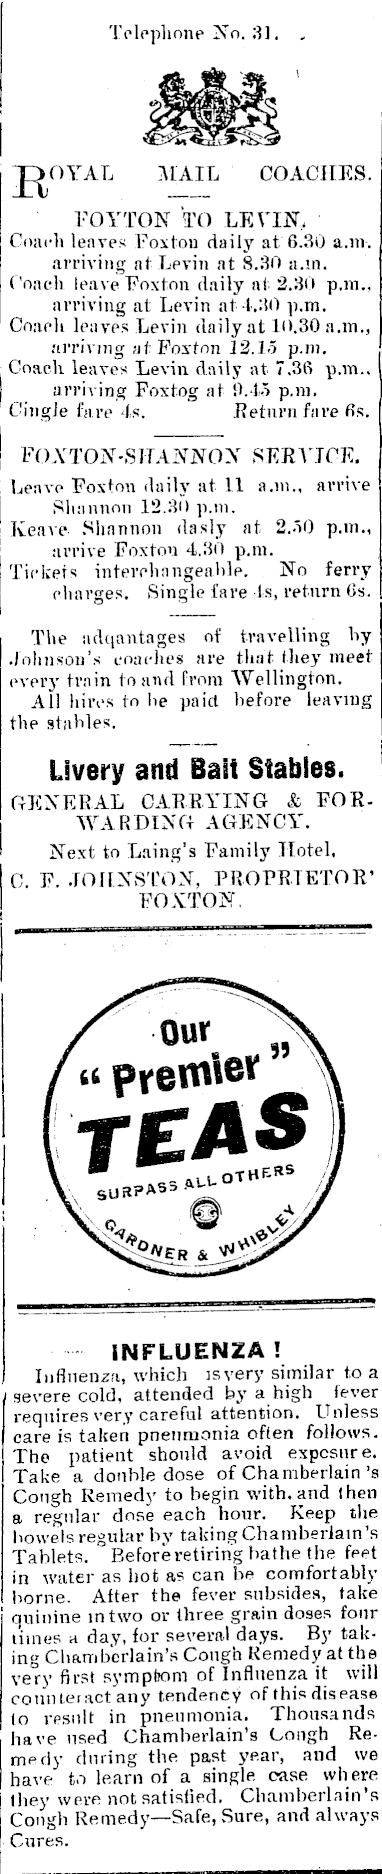 Telephone No. 31.
ROYAL MAIL COACHES.
FOYTON TO LEVIN.
Coach leaves Foxton daily at 6.30 a.m.
arriving at Levin at 8.30 a.m.
Coach leave Foxton daily at 2.30 p.m.,
arriving at Levin at 4.30 p.m.
Coach leaves Levin daily at 10.30 a.m.,
arriving at Foxton 12.15 p.m.
Coach leaves Levin daily at 7.36 p.m.,
arriving Foxtog at 9.45 p.m.
Cingle fare 4s. Return fare 6s.
FOXTON-SHANNON SERVICE.
Leave Foxton daily at 11 a.m., arrive
Shannon 12.30 p.m.
Keave Shannon dasly at 2.50 p.m.,
arrive Foxton 4.30 p.m.
Tickets interchangeable. No ferry
charges. Single fare 4s, return 6s.
The adqantages of travelling by
Johnson's coaches are that they meet
every train to and from Wellington.
All hires to be paid before leaving
the stables.
Livery and Bait Stables.
GENERAL CARRYING & FOR-
WARDING AGENCY.
Next to Laing's Family Hotel.
C. F. JOHNSTON, PROPRIETOR'
FOXTON.
Our
"Premier"
TEAS
SURPASS ALL OTHERS
GARDNER & WHIBLEY
INFLUENZA!
Influenza, which is very similar to a
severe cold, attended by a high fever
requires very careful attention. Unless
care is taken pneumonia often follows.
The patient should avoid exposure.
Take a double dose of Chamberlain's
Cough Remedy to begin with, and then
a regular dose each hour. Keep the
bowels regular by taking Chamberlain's
Tablets. Before retiring bathe the feet
in water as hot as can be comfortably
borne. After the fever subsides, take
quinine in two or three grain doses four
times a day, for several days. By tak-
ing Chamberlain's Cough Remedy at the
very first symptom of Influenza it will
counteract any tendency of this disease
to result in pneumonia. Thousands
have used Chamberlain's Cough Re-
medy during the past year, and we
have to learn of a single case where
they were not satisfied. Chamberlain's
Cough Remedy—Safe, Sure, and always
Cures.